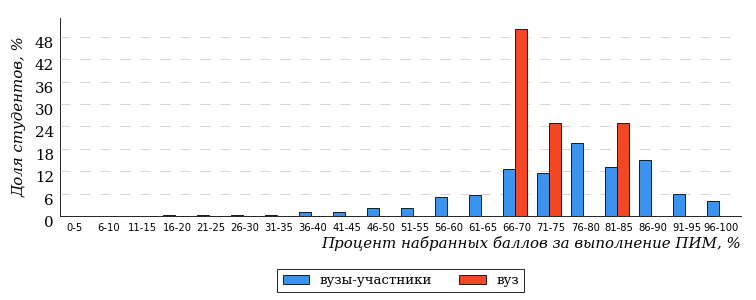 Доля студентов, %
48
42
36
30
24
18
12
6
0
0-5 6-10 11-15 16-20 21-25 26-30 31-35 36-40 41-45 46-50 51-55 56-60 61-65 66-70 71-75 76-80 81-85 86-90 91-95 96-100
Процент набранных баллов за выполнение ПИМ, %
вузы-участники вуз